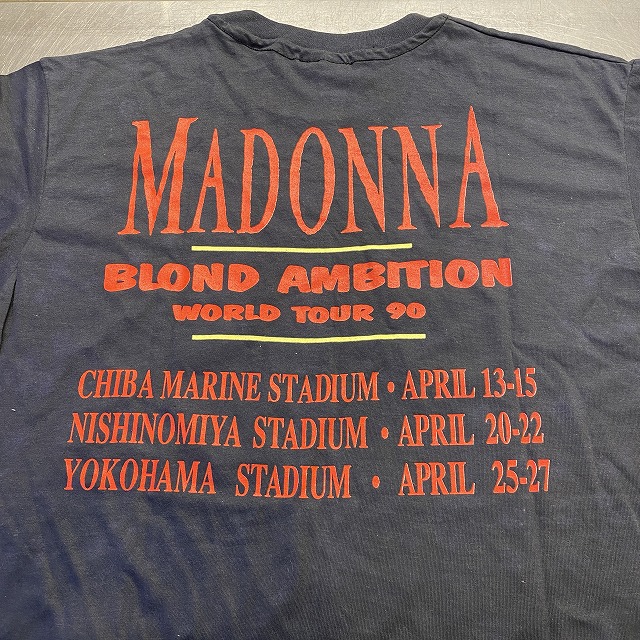 MADONNA
BLOND AMBITION
WORLD TOUR 90
CHIBA MARINE STADIUM • APRIL 13-15
NISHINOMIYA STADIUM • APRIL 20-22
YOKOHAMA STADIUM • APRIL 25-27